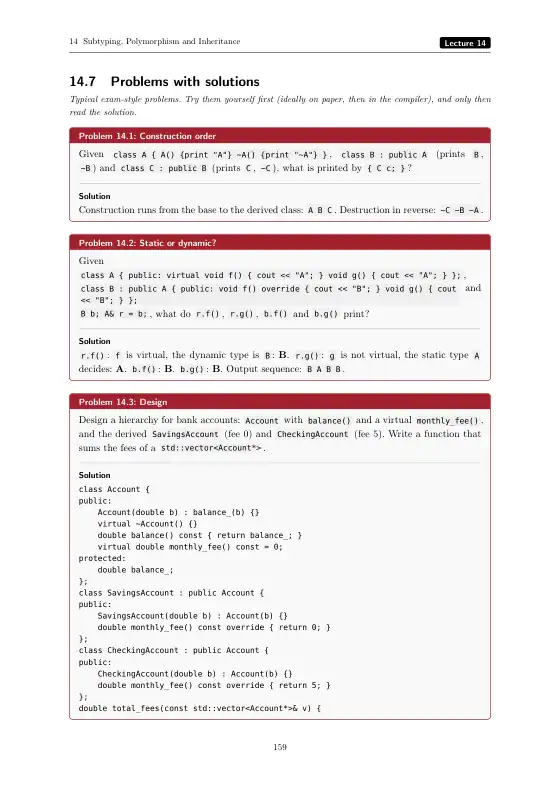 14 Subtyping, Polymorphism and Inheritance
Lecture 14
14.7 Problems with solutions
Typical exam-style problems. Try them yourself first (ideally on paper, then in the compiler), and only then
read the solution.
Problem 14.1: Construction order
Given class A { A() {print "A"} ~A() {print "~A"} }, class B : public A (prints B,
~B) and class C : public B (prints C, ~C), what is printed by { C c; }?
Solution
Construction runs from the base to the derived class: A B C. Destruction in reverse: ~C ~B ~A.
Problem 14.2: Static or dynamic?
Given
class A { public: virtual void f() { cout << "A"; } void g() { cout << "A"; } };,
class B : public A { public: void f() override { cout << "B"; } void g() { cout and
<< "B"; } };
B b; A& r = b;, what do r.f(), r.g(), b.f() and b.g() print?
Solution
r.f(): f is virtual, the dynamic type is B: B. r.g(): g is not virtual, the static type A
decides: A. b.f(): B. b.g(): B. Output sequence: B A B B.
Problem 14.3: Design
Design a hierarchy for bank accounts: Account with balance() and a virtual monthly_fee(),
and the derived SavingsAccount (fee 0) and CheckingAccount (fee 5). Write a function that
sums the fees of a std::vector<Account*>.
Solution
class Account {
public:
    Account(double b) : balance_(b) {}
    virtual ~Account() {}
    double balance() const { return balance_; }
    virtual double monthly_fee() const = 0;
protected:
    double balance_;
};
class SavingsAccount : public Account {
public:
    SavingsAccount(double b) : Account(b) {}
    double monthly_fee() const override { return 0; }
};
class CheckingAccount : public Account {
public:
    CheckingAccount(double b) : Account(b) {}
    double monthly_fee() const override { return 5; }
};
double total_fees(const std::vector<Account*>& v) {
159